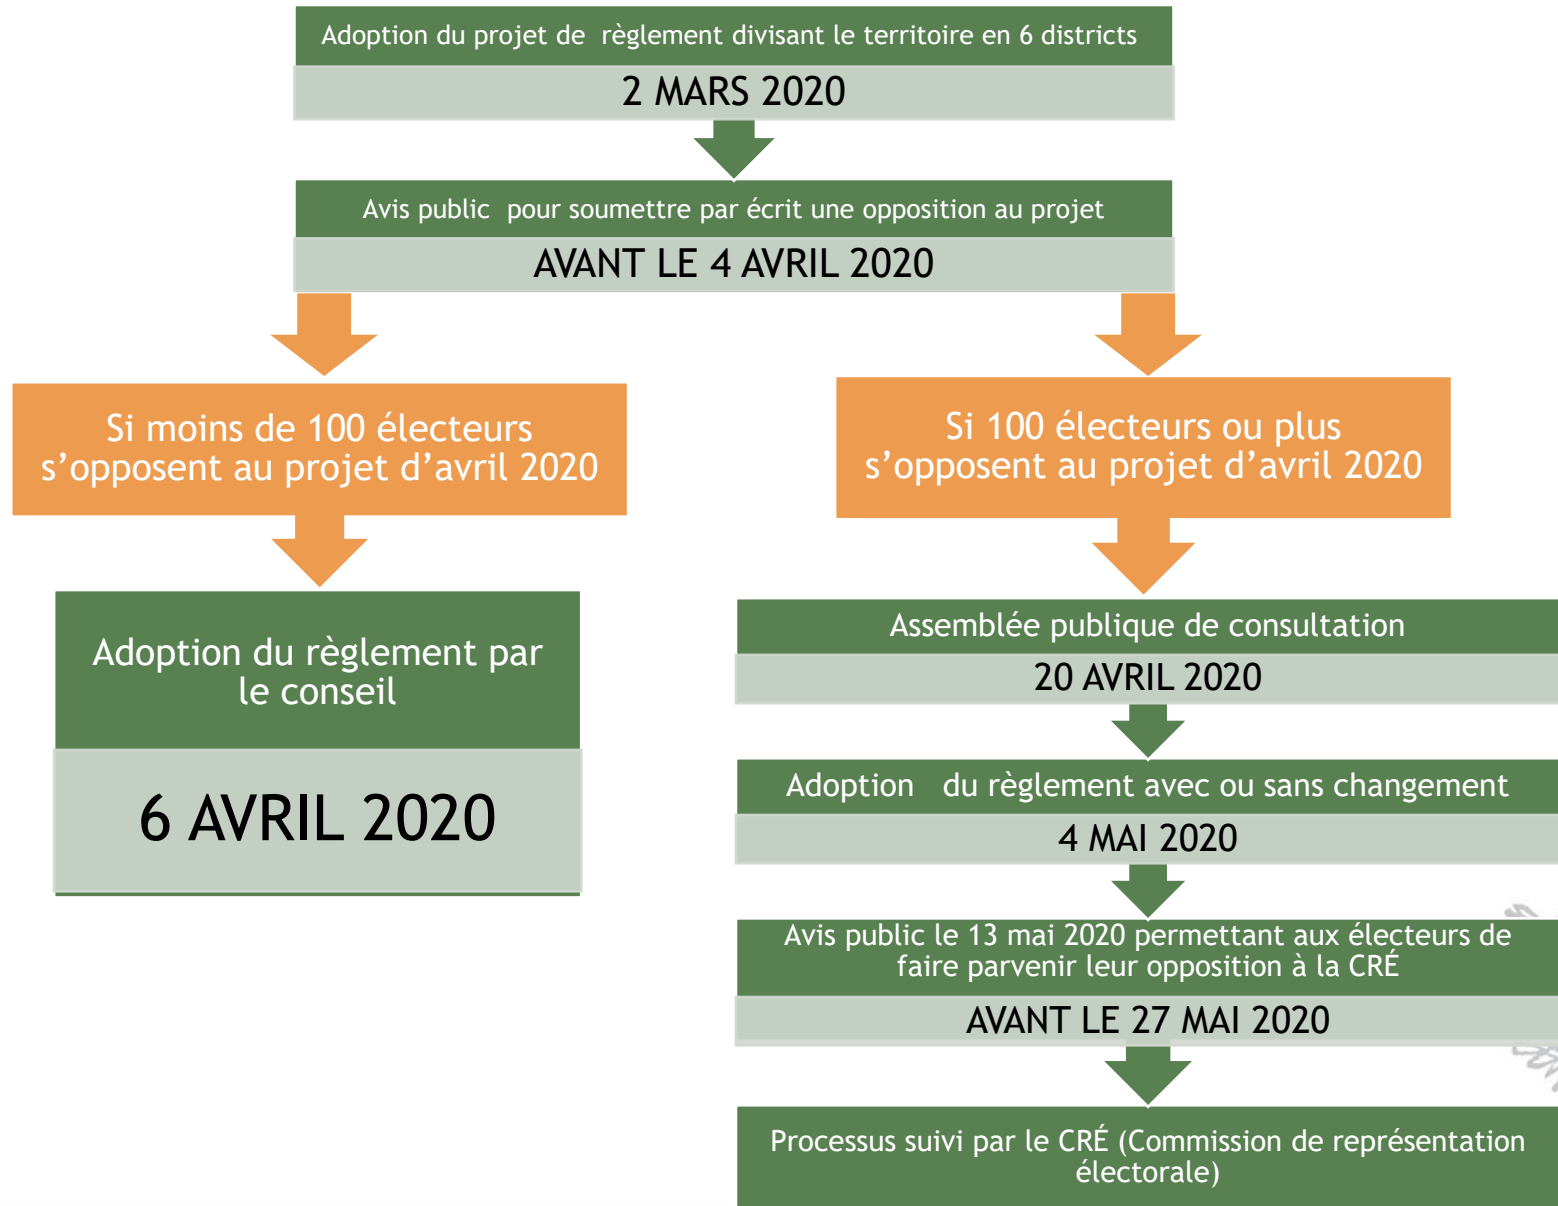 Adoption du projet de règlement divisant le territoire en 6 districts
2 MARS 2020
Avis public pour soumettre par écrit une opposition au projet
AVANT LE 4 AVRIL 2020
Si moins de 100 électeurs
s’opposent au projet d’avril 2020
Adoption du règlement par
le conseil
6 AVRIL 2020
Si 100 électeurs ou plus
s’opposent au projet d’avril 2020
Assemblée publique de consultation
20 AVRIL 2020
Adoption du règlement avec ou sans changement
4 MAI 2020
Avis public le 13 mai 2020 permettant aux électeurs de
faire parvenir leur opposition à la CRÉ
AVANT LE 27 MAI 2020
Processus suivi par le CRÉ (Commission de représentation
électorale)